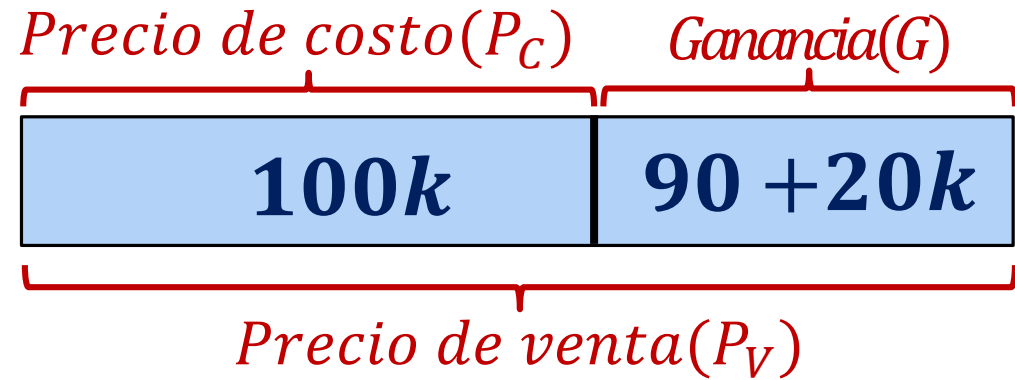 Precio de costo(P_C) Ganancia(G)
100k 90 +20k
Precio de venta(P_V)